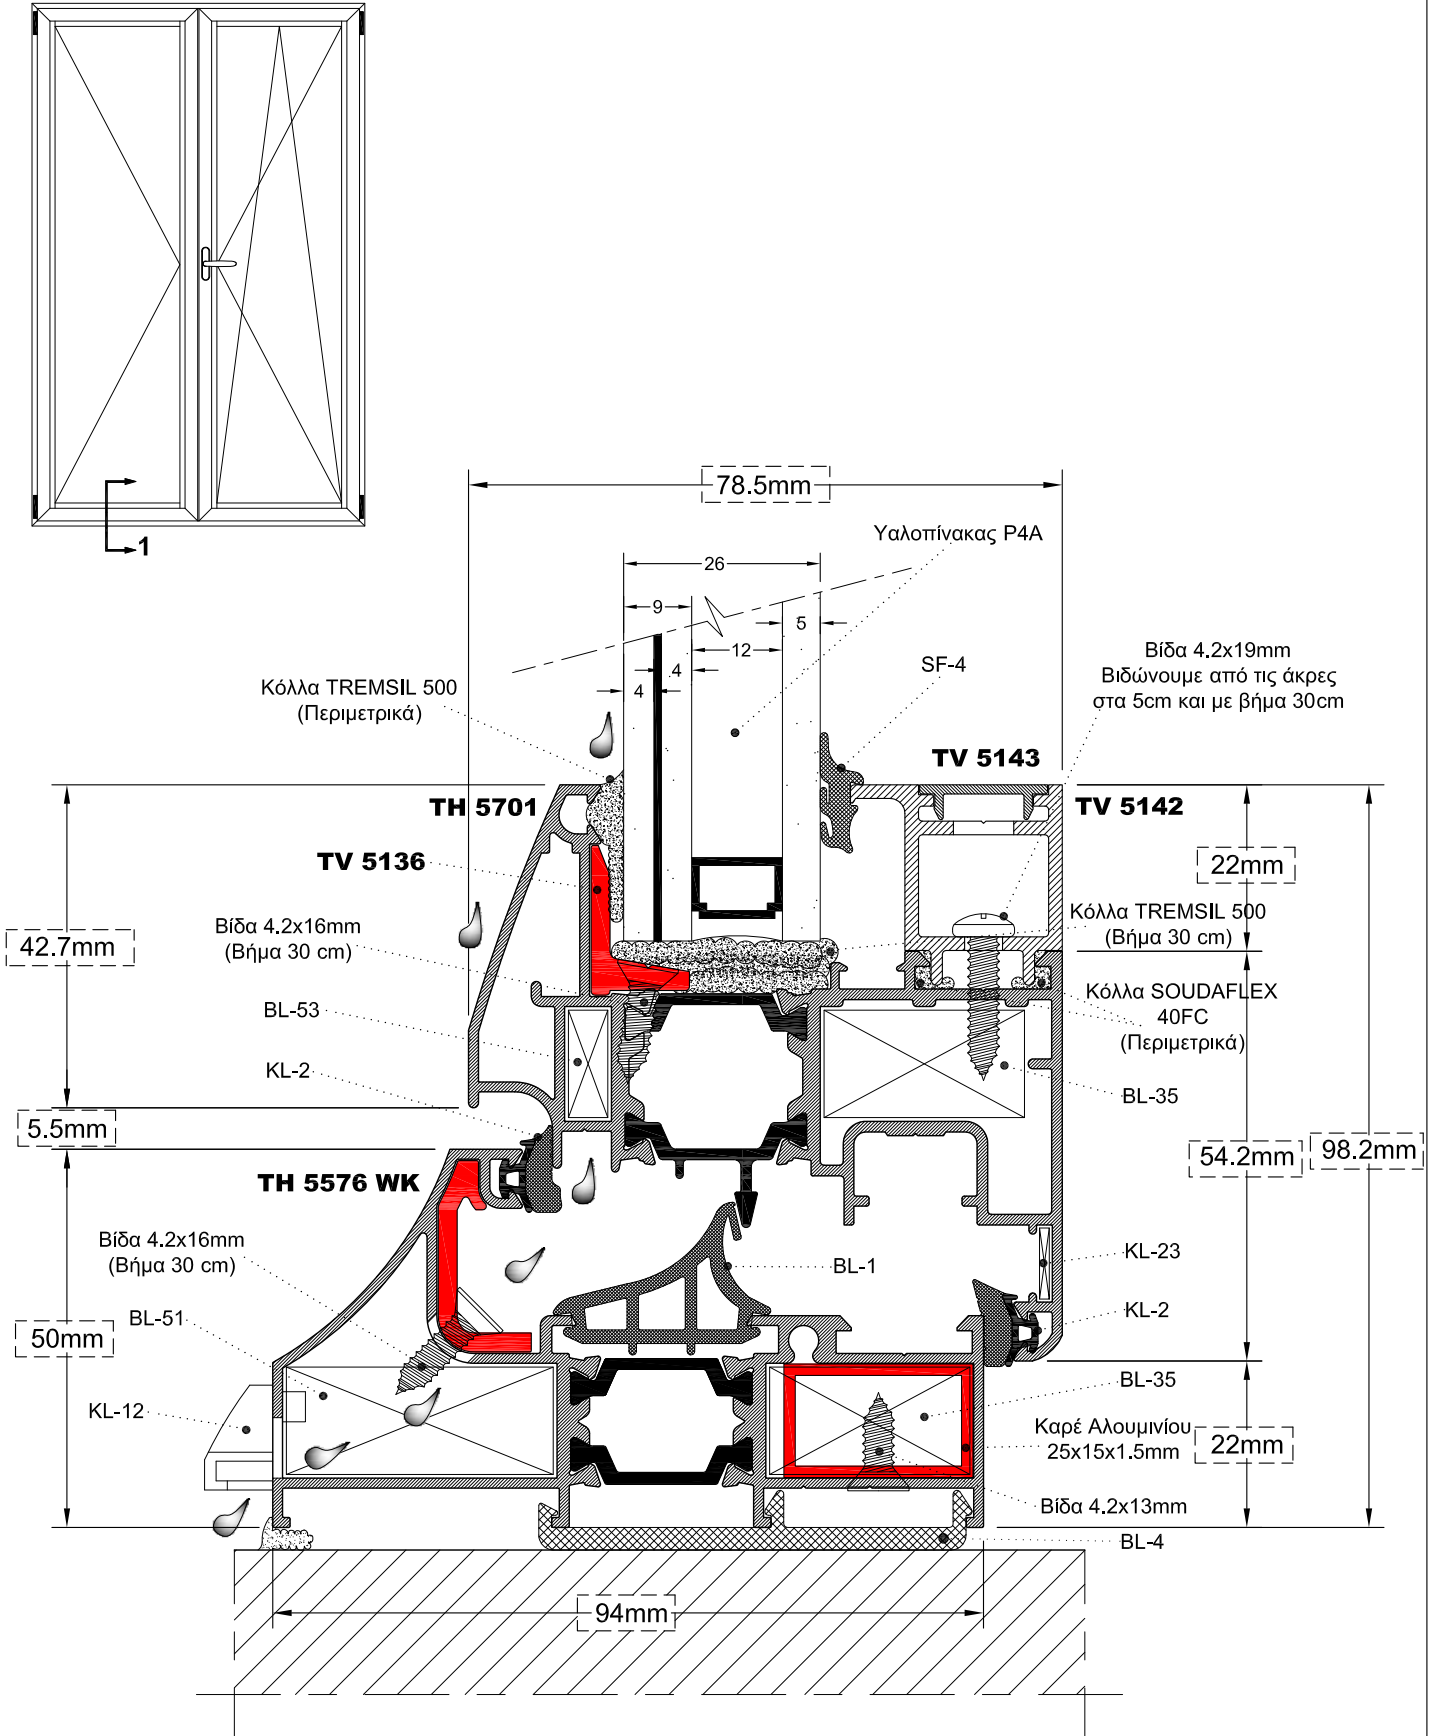 1
78.5mm
Υαλοπίνακας P4A
26
9
5
12
4
4
Βίδα 4.2x19mm
Βιδώνουμε από τις άκρες
στα 5cm και με βήμα 30cm
SF-4
Κόλλα TREMSIL 500
(Περιμετρικά)
TV 5143
TH 5701
TV 5142
TV 5136
22mm
Βίδα 4.2x16mm
(Βήμα 30 cm)
Κόλλα TREMSIL 500
(Βήμα 30 cm)
42.7mm
BL-53
Κόλλα SOUDAFLEX
40FC
(Περιμετρικά)
KL-2
BL-35
5.5mm
54.2mm
98.2mm
TH 5576 WK
Βίδα 4.2x16mm
(Βήμα 30 cm)
BL-1
KL-23
BL-51
KL-2
50mm
BL-35
KL-12
Καρέ Αλουμινίου
25x15x1.5mm
22mm
Βίδα 4.2x13mm
BL-4
94mm